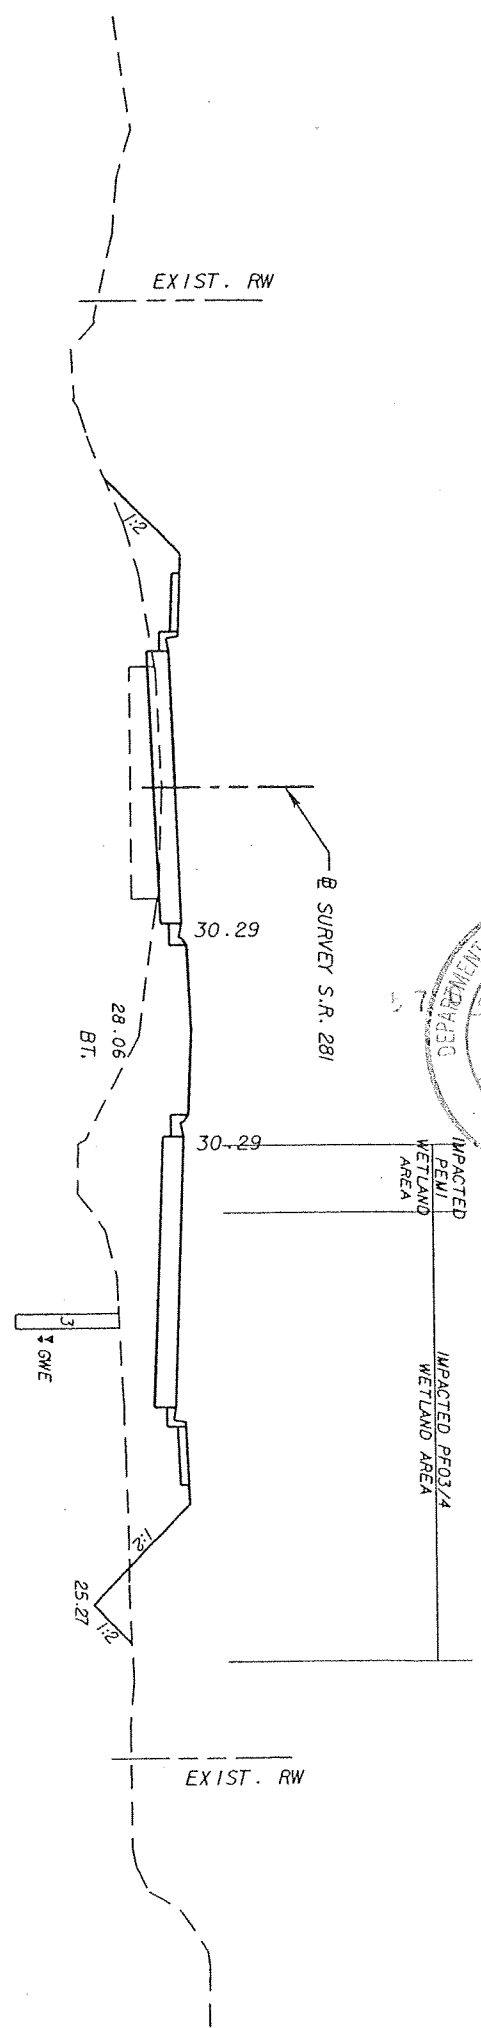 EXIST. RW
1:2
30.29
B SURVEY S.R. 281
28.06
BT.
DEPARTMENT
30.29
IMPACTED
PEM1
WETLAND
AREA
3
GWE
IMPACTED PFO3/4
WETLAND AREA
1:2
25.27
1:2
EXIST. RW